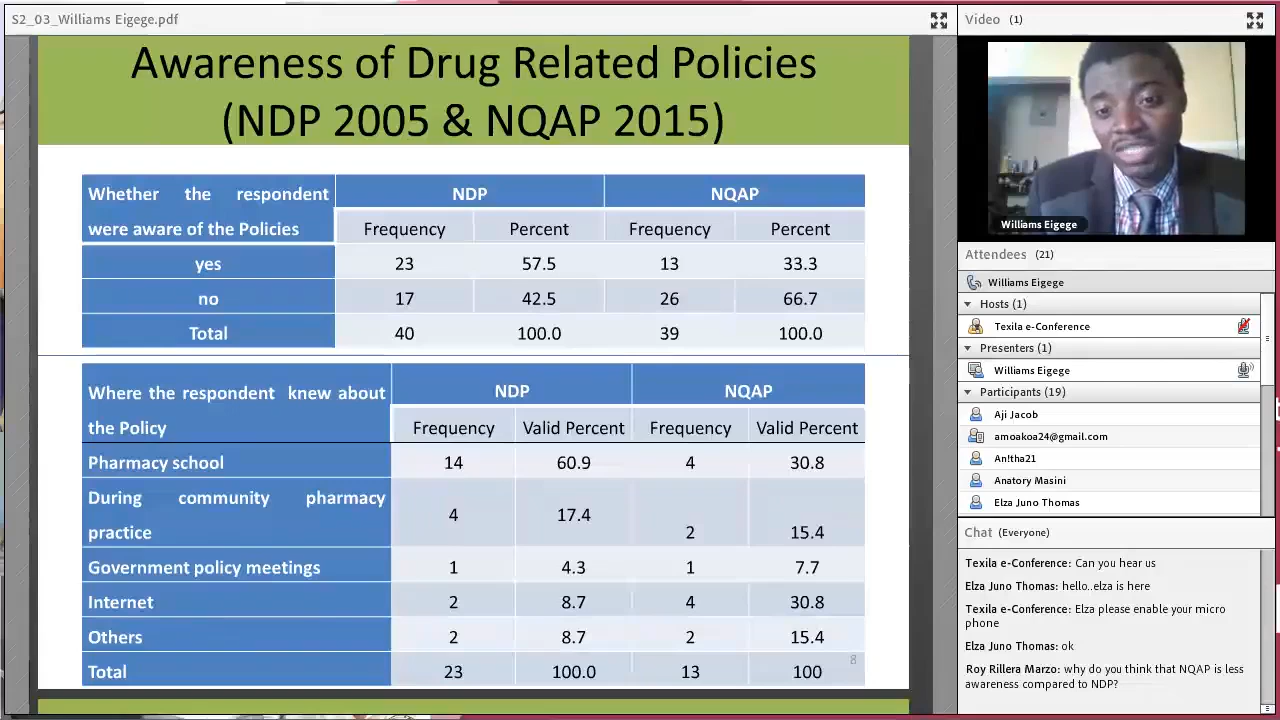 S2_03_Williams Eigege.pdf
Awareness of Drug Related Policies
(NDP 2005 & NQAP 2015)
Whether the respondent were aware of the Policies NDP NQAP
Frequency Percent Frequency Percent
yes 23 57.5 13 33.3
no 17 42.5 26 66.7
Total 40 100.0 39 100.0
Where the respondent knew about the Policy NDP NQAP
Frequency Valid Percent Frequency Valid Percent
Pharmacy school 14 60.9 4 30.8
During community pharmacy practice 4 17.4 2 15.4
Government policy meetings 1 4.3 1 7.7
Internet 2 8.7 4 30.8
Others 2 8.7 2 15.4
Total 23 100.0 13 100
8
Video (1)
Williams Eigege
Attendees (21)
Williams Eigege
Hosts (1)
Texila e-Conference
Presenters (1)
Williams Eigege
Participants (19)
Aji Jacob
amoakoa24@gmail.com
An!tha21
Anatory Masini
Elza Juno Thomas
Chat (Everyone)
Texila e-Conference: Can you hear us
Elza Juno Thomas: hello..elza is here
Texila e-Conference: Elza please enable your micro
phone
Elza Juno Thomas: ok
Roy Rillera Marzo: why do you think that NQAP is less
awareness compared to NDP?